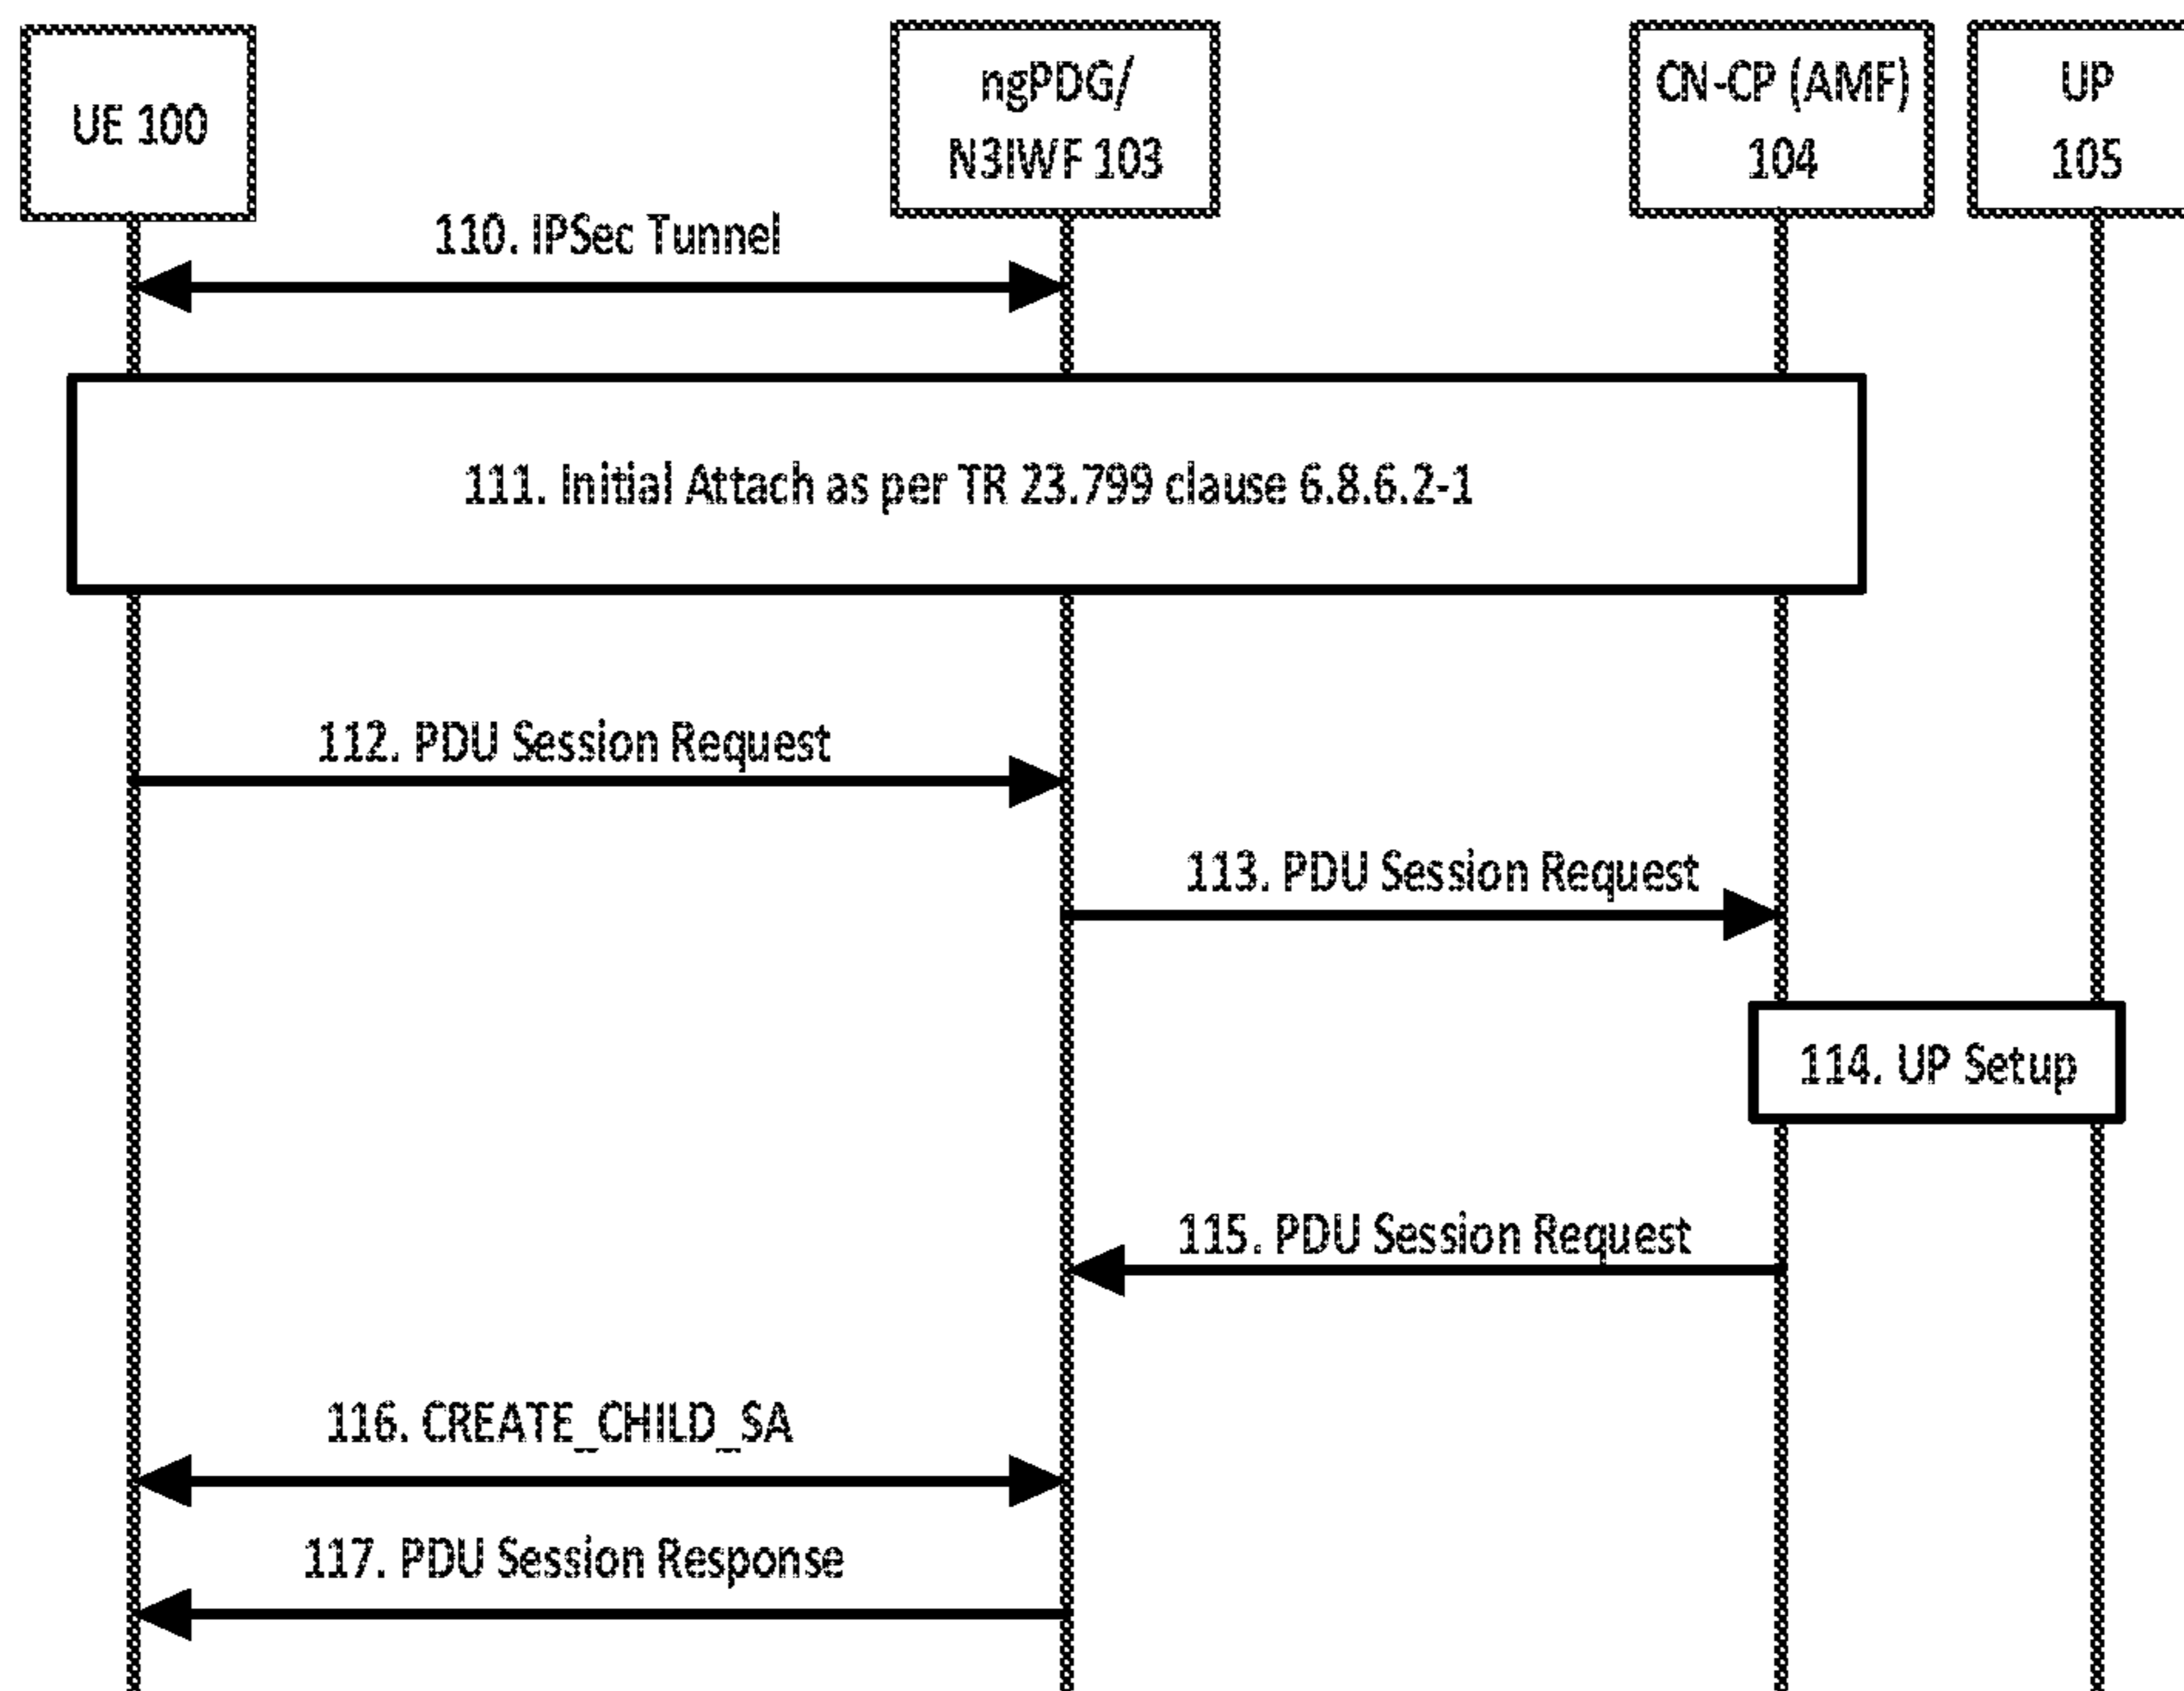 UE 100
ngPDG/
N3IWF 103
CN-CP (AMF)
104
UP
105
110. IPSec Tunnel
111. Initial Attach as per TR 23.799 clause 6.8.6.2-1
112. PDU Session Request
113. PDU Session Request
114. UP Setup
115. PDU Session Request
116. CREATE_CHILD_SA
117. PDU Session Response